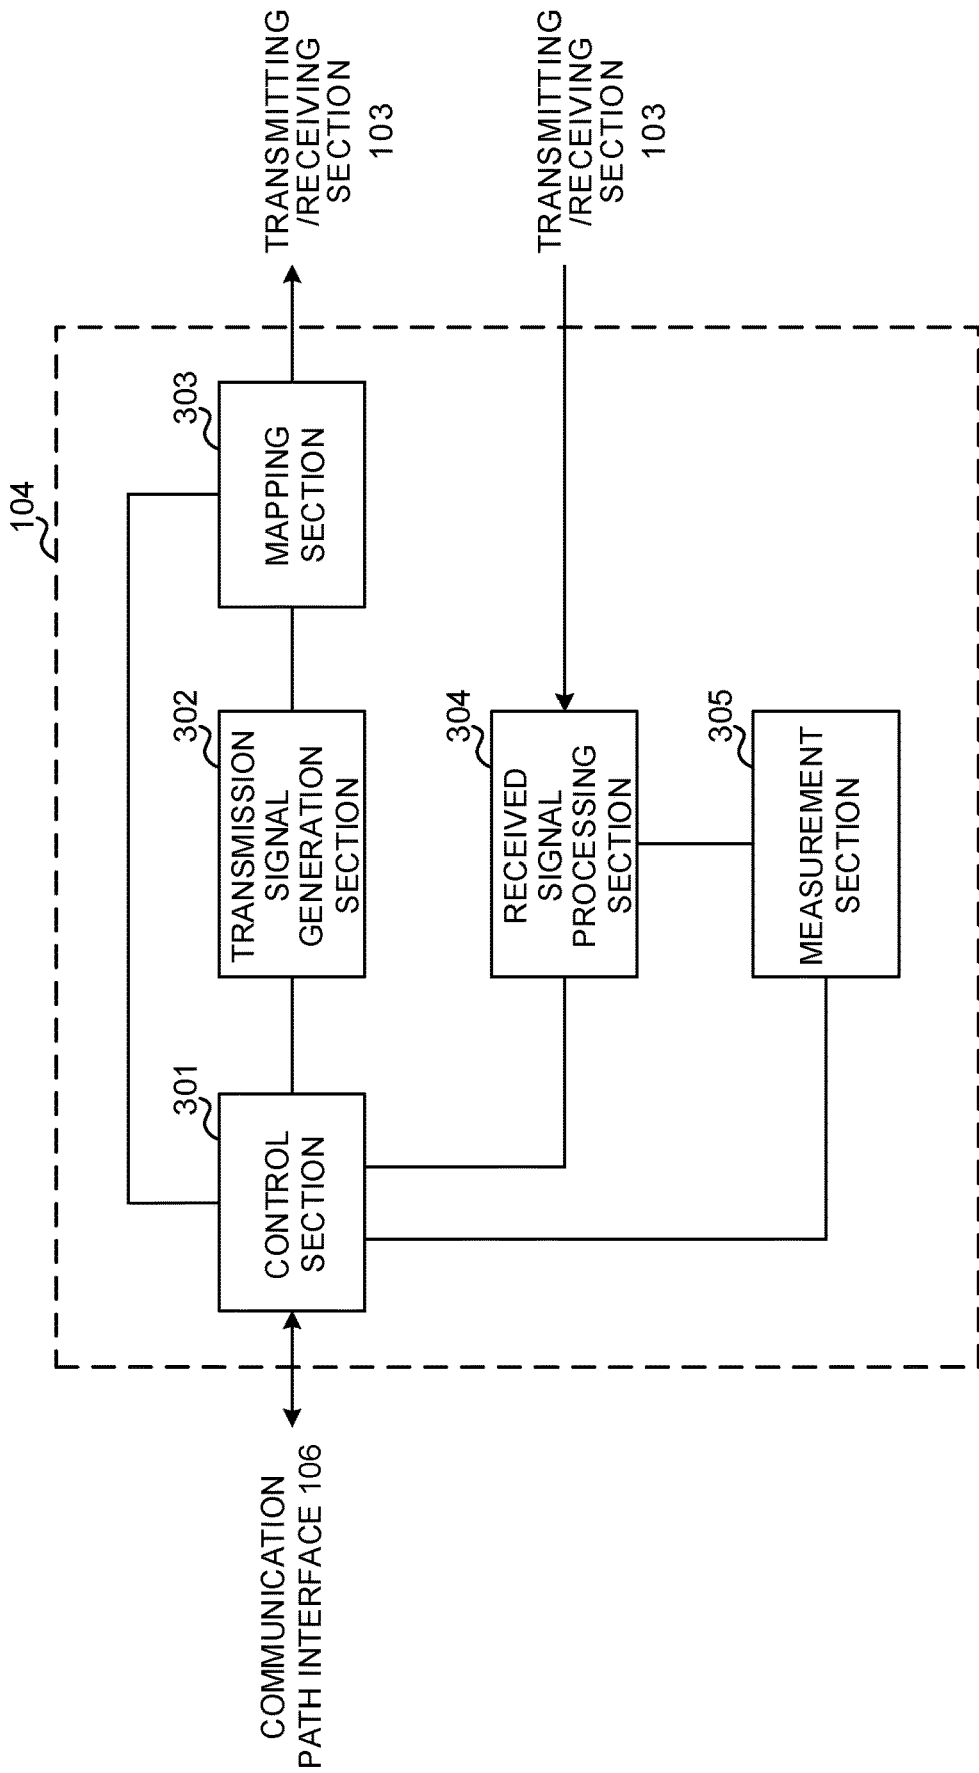 104
COMMUNICATION
PATH INTERFACE 106
301
CONTROL
SECTION
302
TRANSMISSION
SIGNAL
GENERATION
SECTION
303
MAPPING
SECTION
TRANSMITTING
/RECEIVING
SECTION
103
304
RECEIVED
SIGNAL
PROCESSING
SECTION
TRANSMITTING
/RECEIVING
SECTION
103
305
MEASUREMENT
SECTION